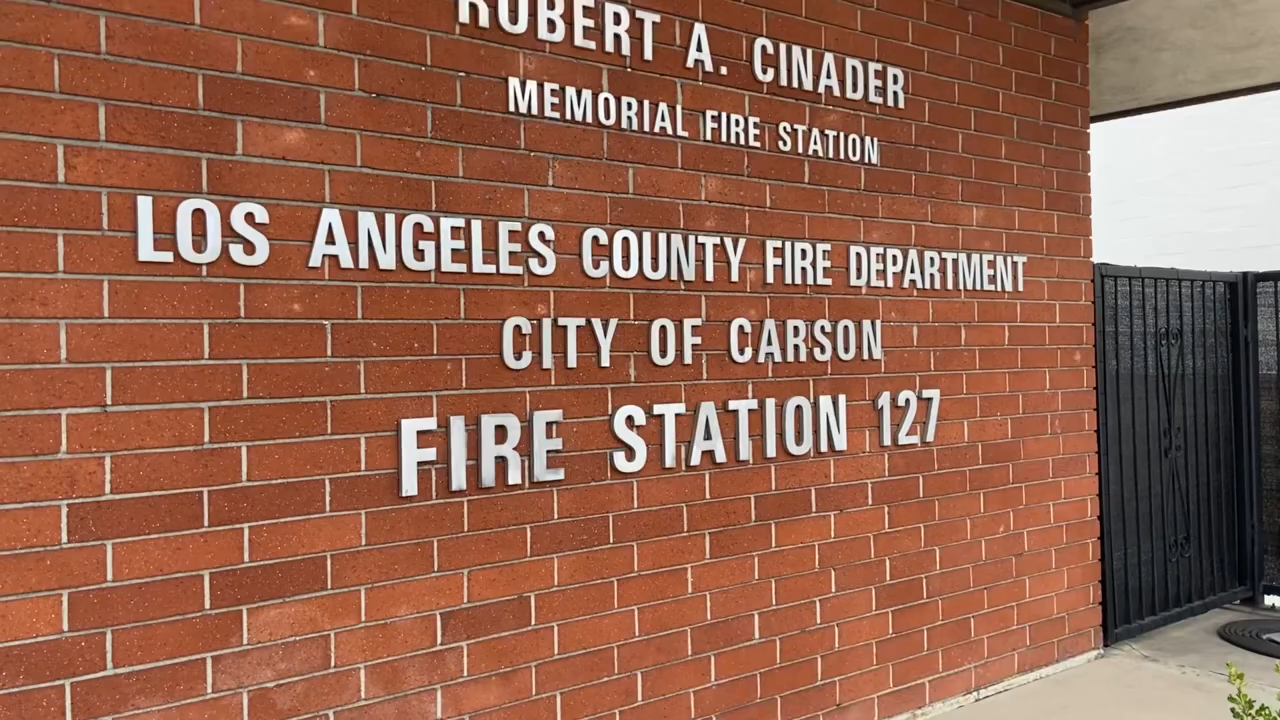 ROBERT A. CINADER
MEMORIAL FIRE STATION
LOS ANGELES COUNTY FIRE DEPARTMENT
CITY OF CARSON
FIRE STATION 127